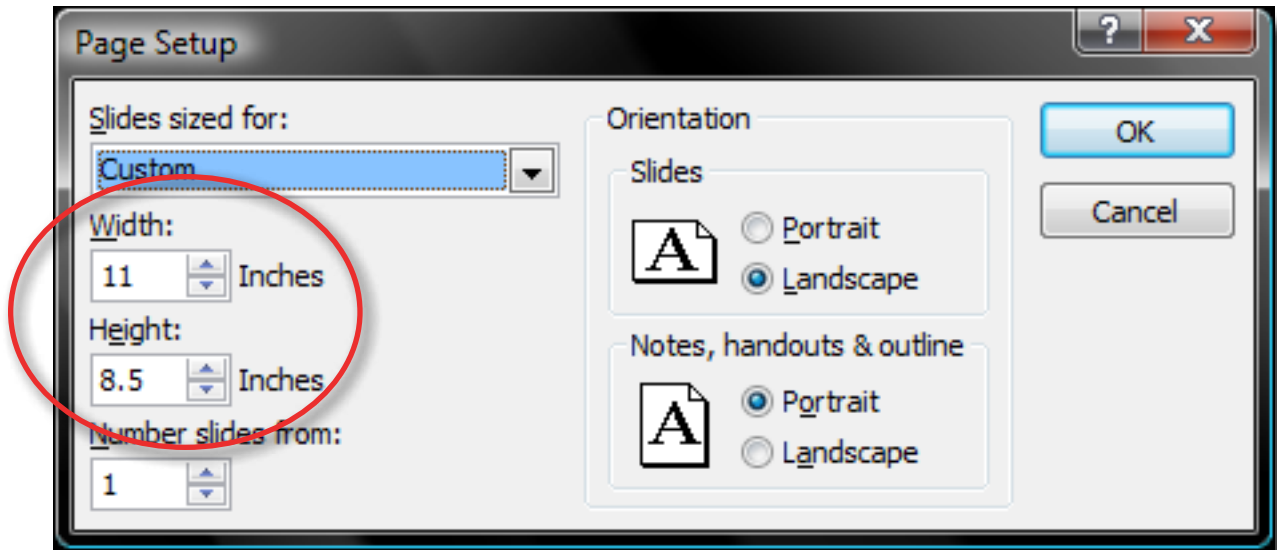 Page Setup
?
X
Slides sized for:
Custom
Width:
11 Inches
Height:
8.5 Inches
Number slides from:
1
Orientation
Slides
A
Portrait
Landscape
Notes, handouts & outline
A
Portrait
Landscape
OK
Cancel